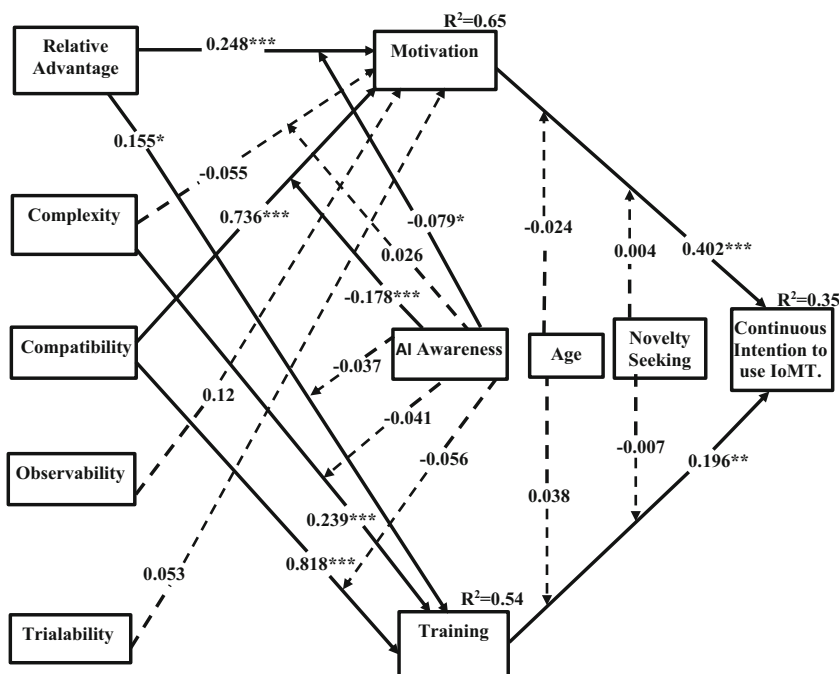 R²=0.65
Relative
Advantage
0.248***
Motivation
0.155*
-0.055
Complexity
0.736***
-0.079*
0.026
-0.024
0.004
0.402***
-0.178***
R²=0.35
Compatibility
AI Awareness
Age
Novelty
Seeking
Continuous
Intention to
use IoMT.
-0.037
0.12
-0.041
-0.056
-0.007
0.196**
Observability
0.038
0.239***
0.818***
0.053
R²=0.54
Trialability
Training